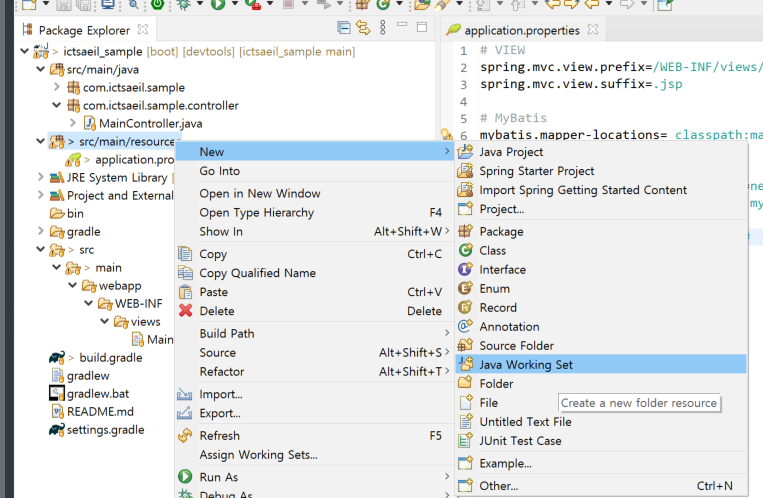 Package Explorer
ictsaeil_sample [boot] [devtools] [ictsaeil_sample main]
src/main/java
com.ictsaeil.sample
com.ictsaeil.sample.controller
MainController.java
> src/main/resource
> application.pro
JRE System Library
Project and External
bin
gradle
> src
> main
webapp
WEB-INF
views
Main
> build.gradle
gradlew
gradlew.bat
README.md
settings.gradle
application.properties
1 # VIEW
2 spring.mvc.view.prefix=/WEB-INF/views/
3 spring.mvc.view.suffix=.jsp
4
5 # MyBatis
6 mybatis.mapper-locations= classpath:ma
=ne
my
New >
Go Into
Open in New Window
Open Type Hierarchy F4
Show In Alt+Shift+W >
Copy Ctrl+C
Copy Qualified Name
Paste Ctrl+V
Delete Delete
Build Path >
Source Alt+Shift+S >
Refactor Alt+Shift+T >
Import...
Export...
Refresh F5
Assign Working Sets...
Run As >
Debug As >
Java Project
Spring Starter Project
Import Spring Getting Started Content
Project...
Package
Class
Interface
Enum
Record
Annotation
Source Folder
Java Working Set
Folder
File
Create a new folder resource
Untitled Text File
JUnit Test Case
Example...
Other... Ctrl+N